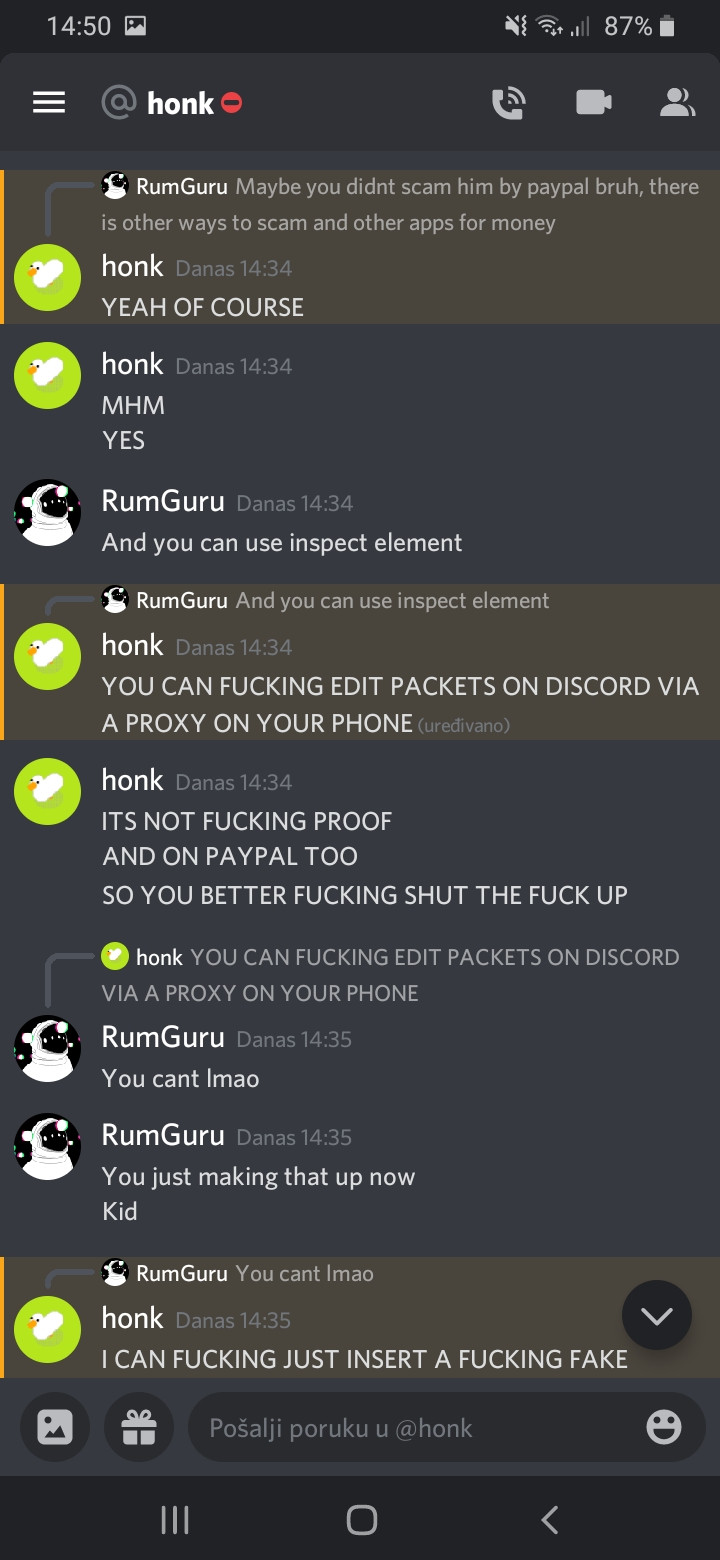 14:50 87%
@ honk
RumGuru Maybe you didnt scam him by paypal bruh, there
is other ways to scam and other apps for money
honk Danas 14:34
YEAH OF COURSE
honk Danas 14:34
MHM
YES
RumGuru Danas 14:34
And you can use inspect element
RumGuru And you can use inspect element
honk Danas 14:34
YOU CAN FUCKING EDIT PACKETS ON DISCORD VIA
A PROXY ON YOUR PHONE (uređivano)
honk Danas 14:34
ITS NOT FUCKING PROOF
AND ON PAYPAL TOO
SO YOU BETTER FUCKING SHUT THE FUCK UP
honk YOU CAN FUCKING EDIT PACKETS ON DISCORD
VIA A PROXY ON YOUR PHONE
RumGuru Danas 14:35
You cant lmao
RumGuru Danas 14:35
You just making that up now
Kid
RumGuru You cant lmao
honk Danas 14:35
I CAN FUCKING JUST INSERT A FUCKING FAKE
Pošalji poruku u @honk